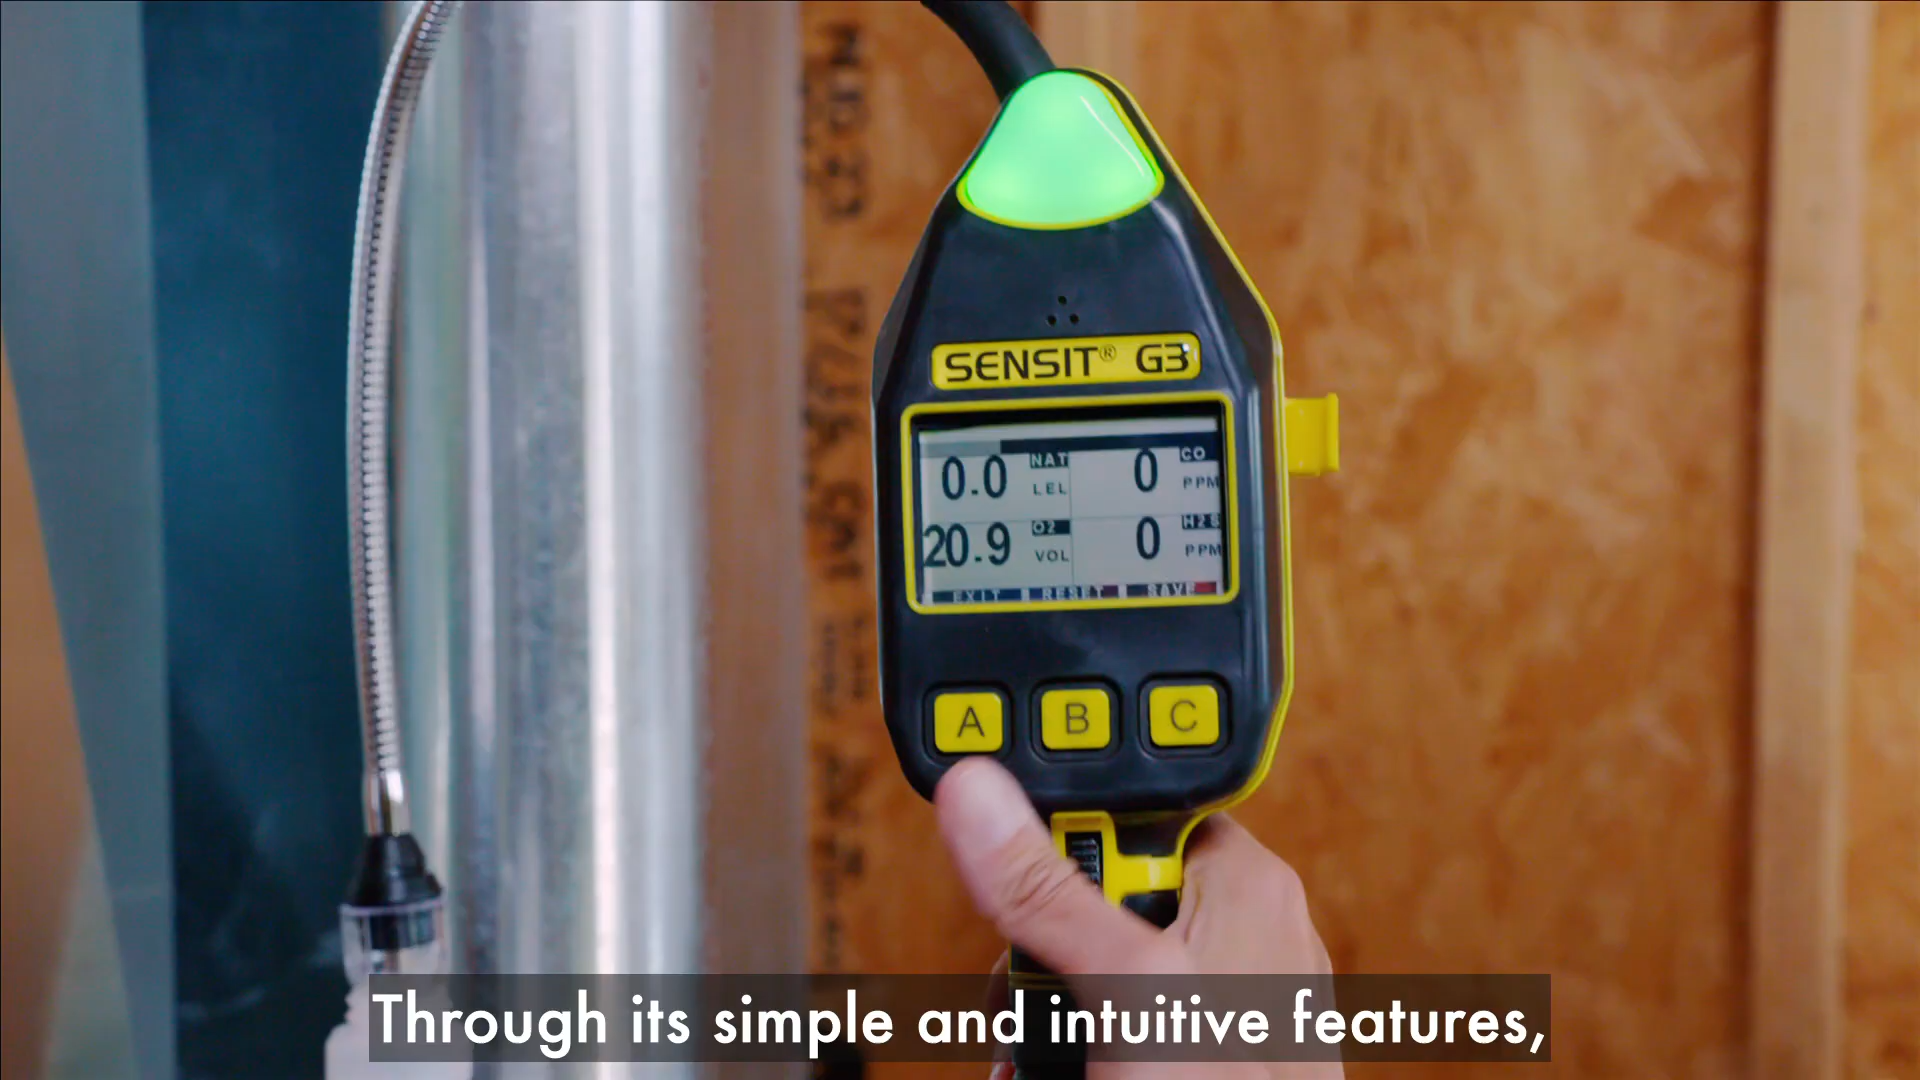 SENSIT® G3
0.0 NAT LEL 0 CO PPM
20.9 O2 VOL 0 H2S PPM
EXIT RESET SAVE
A B C
Through its simple and intuitive features,